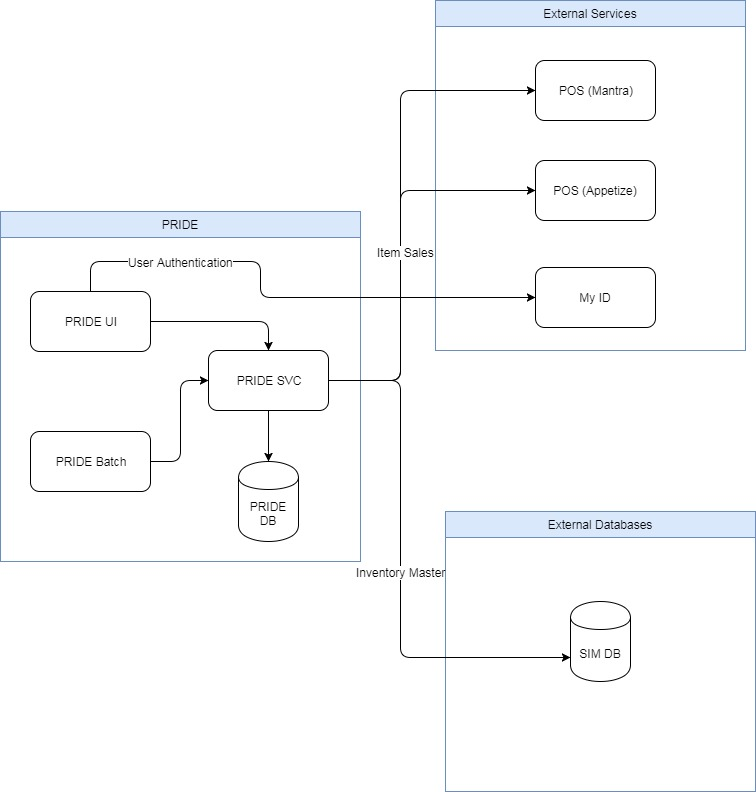 External Services
POS (Mantra)
POS (Appetize)
PRIDE
Item Sales
User Authentication
My ID
PRIDE UI
PRIDE SVC
PRIDE Batch
PRIDE
DB
External Databases
Inventory Master
SIM DB